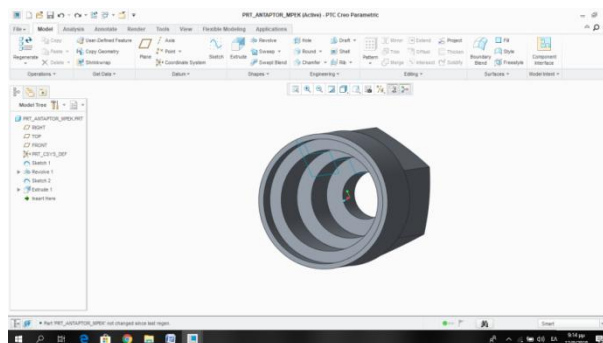 PRT_ANTAPTOR_MPEK (Active) - PTC Creo Parametric
File Model Analysis Annotate Render Tools View Flexible Modeling Applications
Regenerate
Copy
Paste
Delete
User-Defined Feature
Copy Geometry
Shrinkwrap
Plane
Axis
Point
Coordinate System
Sketch
Extrude
Revolve
Sweep
Swept Blend
Hole
Round
Chamfer
Draft
Shell
Rib
Pattern
Mirror
Trim
Merge
Extend
Offset
Intersect
Project
Thicken
Solidify
Boundary
Blend
Fill
Style
Freestyle
Component
Interface
Operations Get Data Datum Shapes Engineering Editing Surfaces Model Intent
Model Tree
PRT_ANTAPTOR_MPEK.PRT
RIGHT
TOP
FRONT
PRT_CSYS_DEF
Sketch 1
Revolve 1
Sketch 2
Extrude 1
Insert Here
Part 'PRT_ANTAPTOR_MPEK' not changed since last regen.
Smart
9:14 μμ